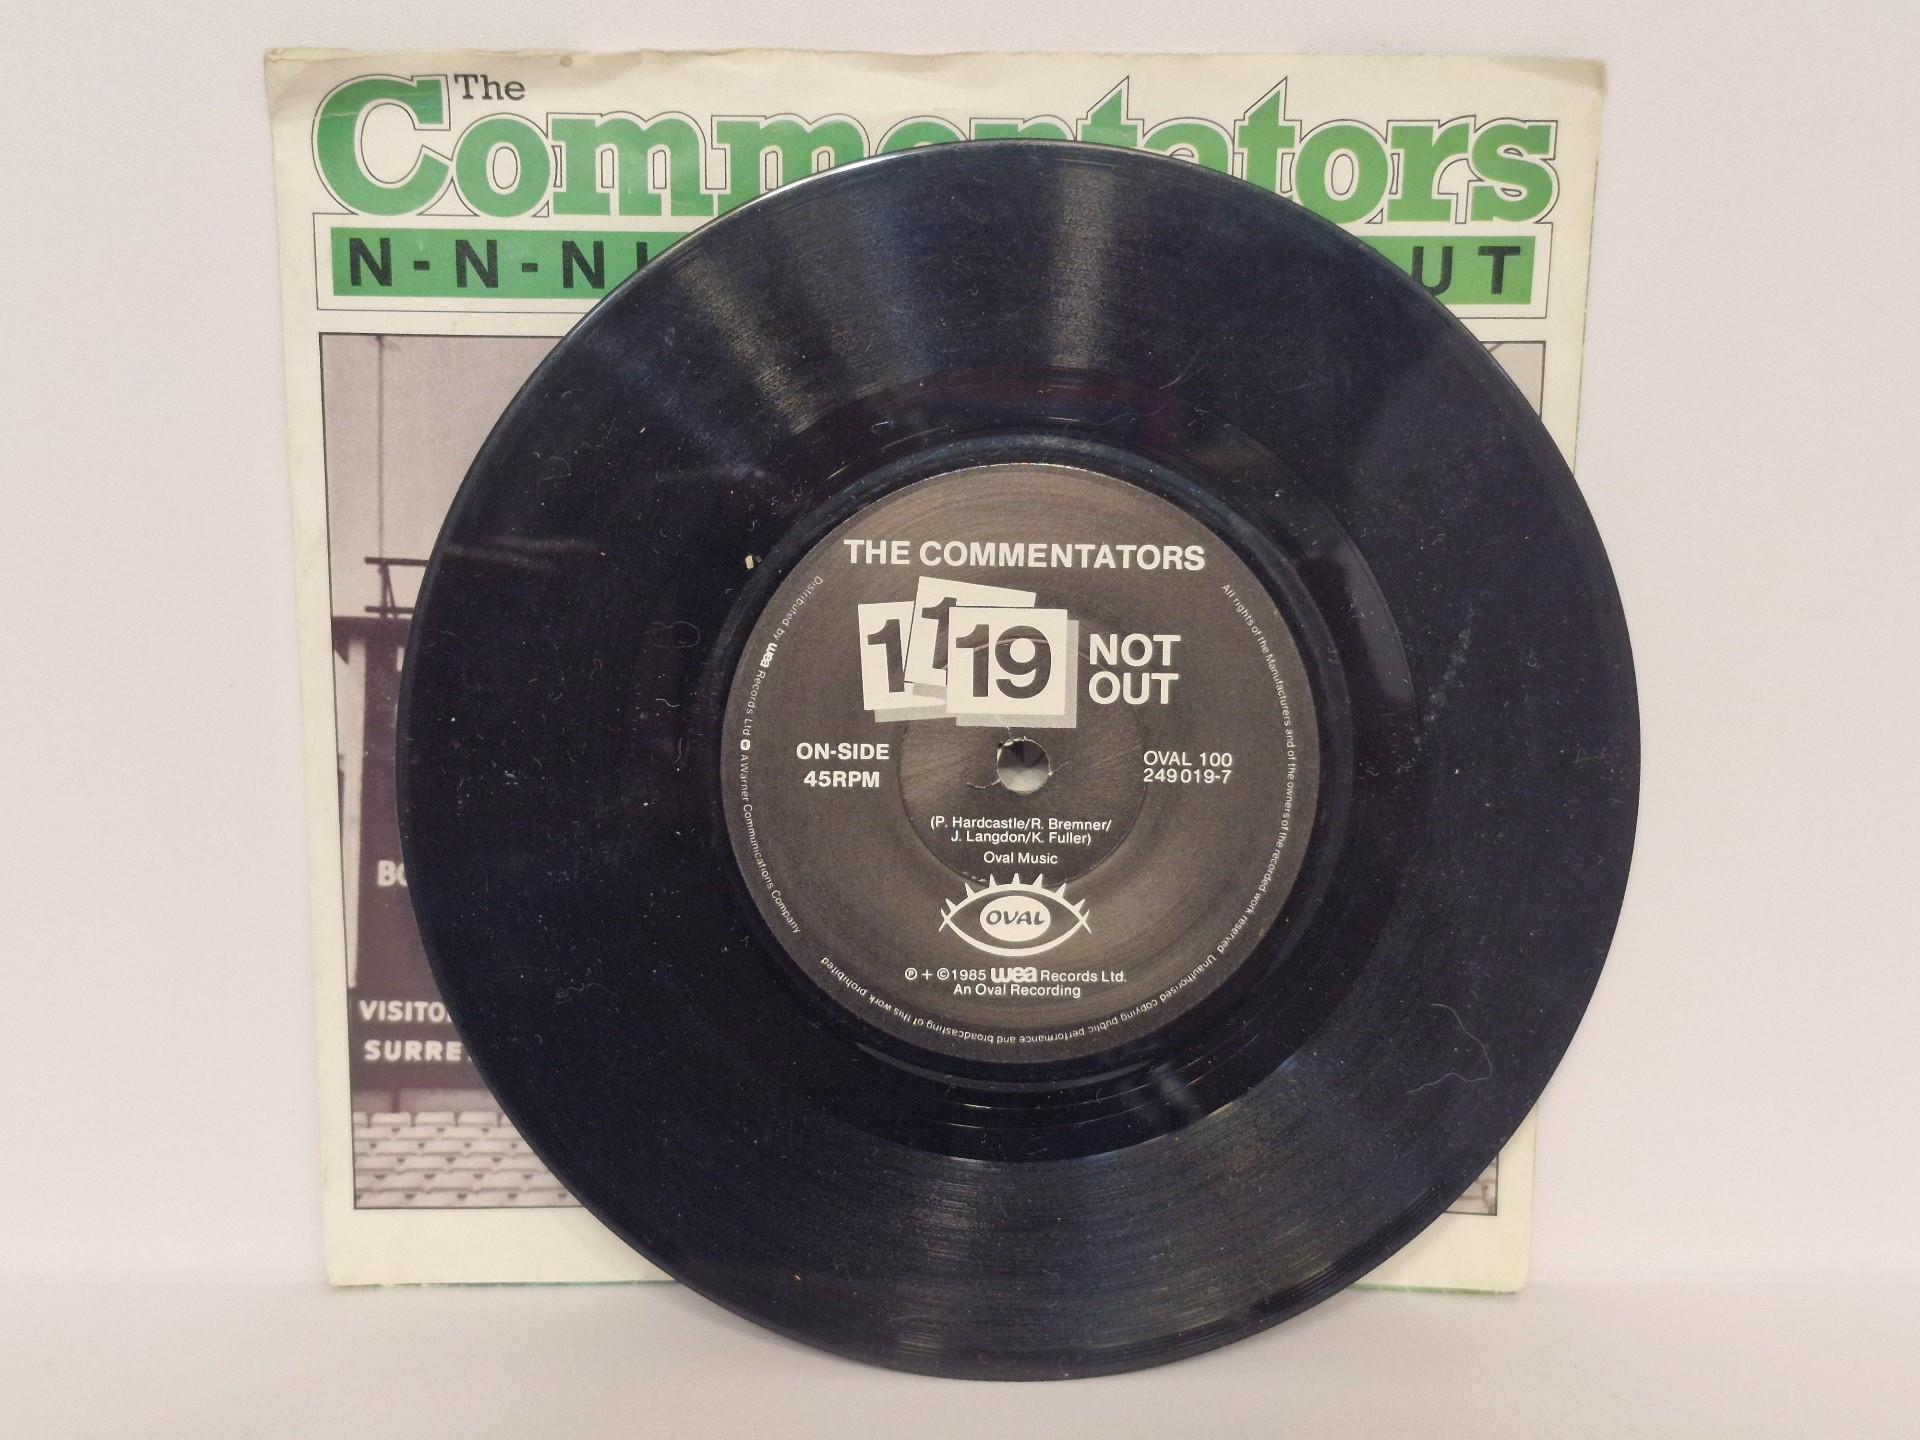 The
Commentators
N-N-NI UT
BO
VISITO
SURRE
THE COMMENTATORS
1 1 19 NOT
OUT
ON-SIDE
45RPM
OVAL 100
249019-7
(P. Hardcastle/R. Bremner/
J. Langdon/K. Fuller)
Oval Music
OVAL
℗ + ©1985 wea Records Ltd.
An Oval Recording
Distributed by wea Records Ltd. A Warner Communications Company
All rights of the Manufacturers and of the owners of the recorded work reserved Unauthorised copying public performance and broadcasting of this work prohibited